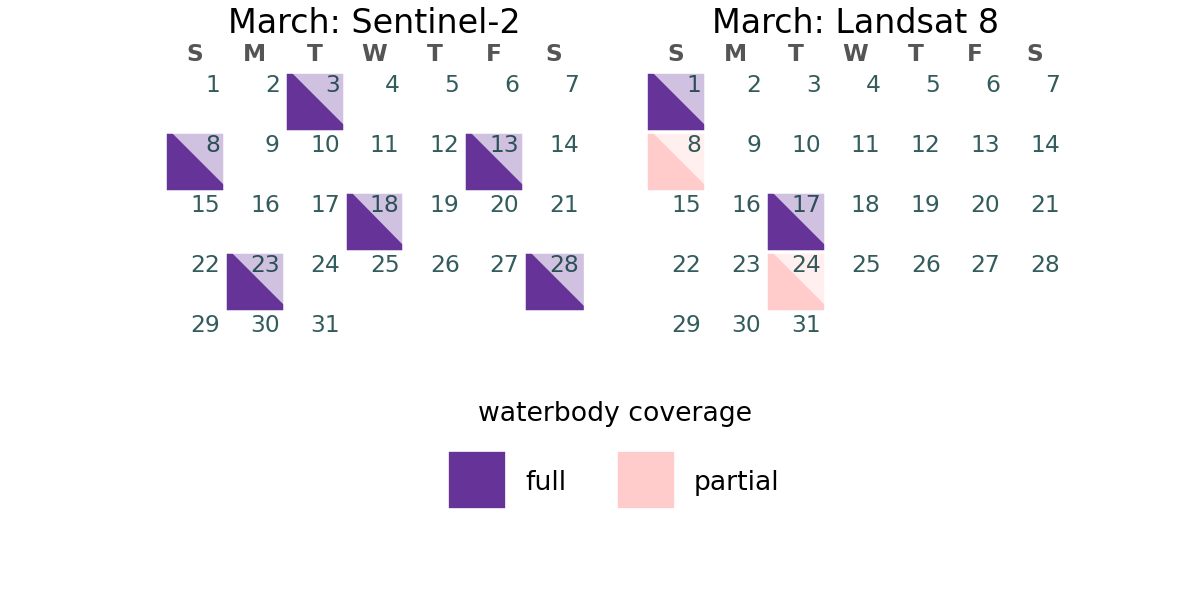 March: Sentinel-2
S M T W T F S
1 2 3 4 5 6 7
8 9 10 11 12 13 14
15 16 17 18 19 20 21
22 23 24 25 26 27 28
29 30 31
March: Landsat 8
S M T W T F S
1 2 3 4 5 6 7
8 9 10 11 12 13 14
15 16 17 18 19 20 21
22 23 24 25 26 27 28
29 30 31
waterbody coverage
full partial